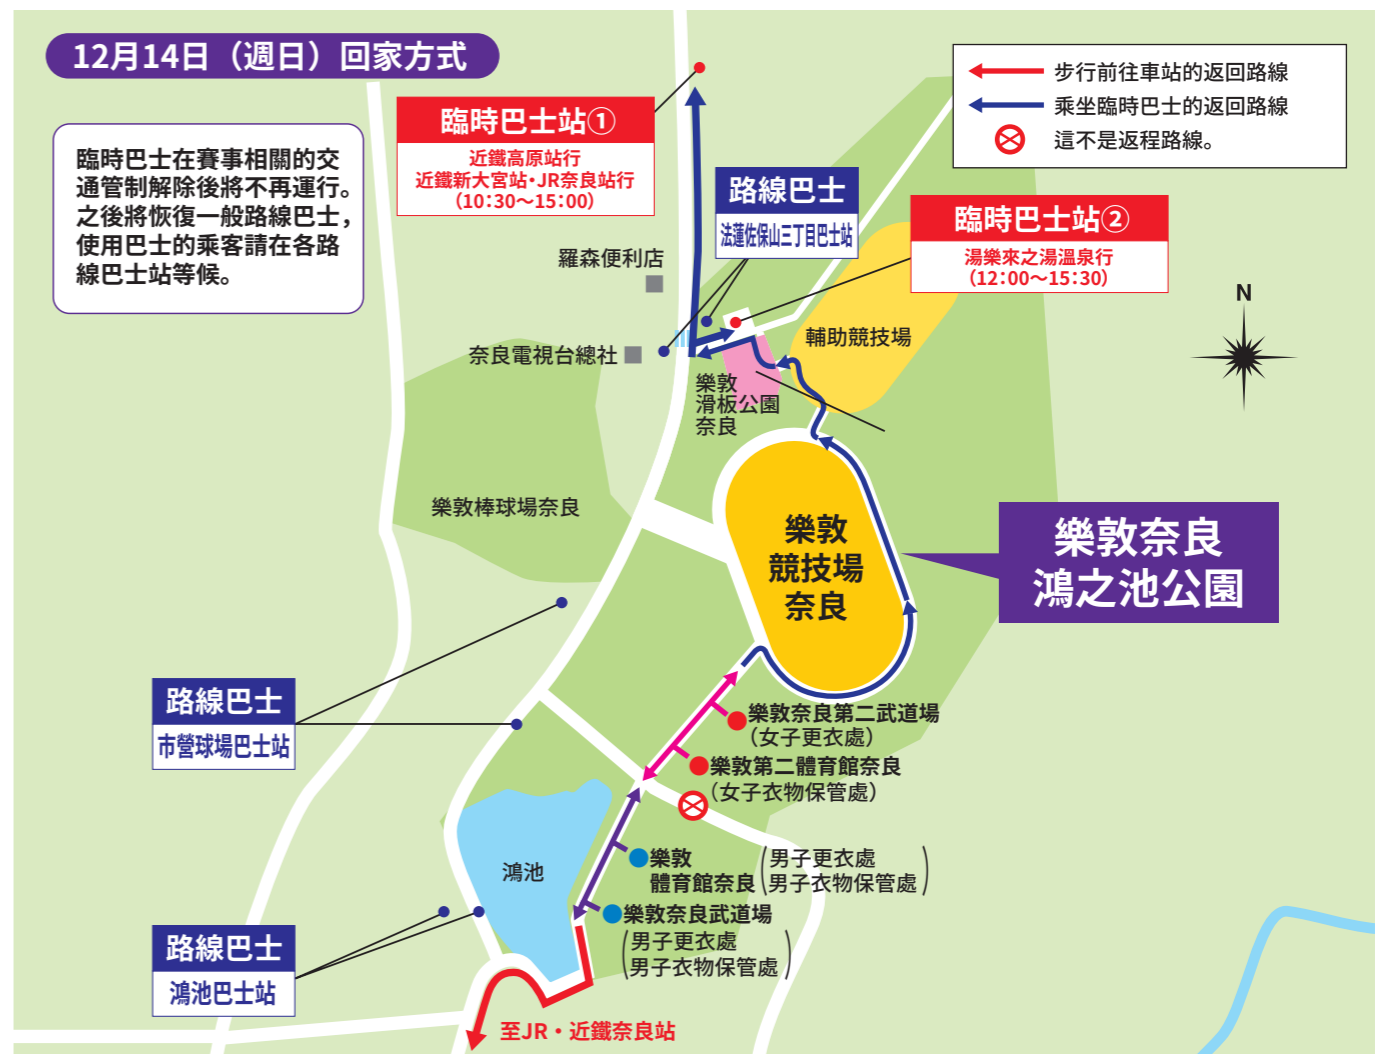 12月14日（週日）回家方式
臨時巴士在賽事相關的交
通管制解除後將不再運行。
之後將恢復一般路線巴士，
使用巴士的乘客請在各路
線巴士站等候。
臨時巴士站①
近鐵高原站行
近鐵新大宮站・JR奈良站行
（10：30～15：00）
步行前往車站的返回路線
乘坐臨時巴士的返回路線
這不是返程路線。
路線巴士
法蓮佐保山三丁目巴士站
臨時巴士站②
湯樂來之湯溫泉行
（12：00～15：30）
羅森便利店
奈良電視台總社
N
輔助競技場
樂敦
滑板公園
奈良
樂敦棒球場奈良
樂敦
競技場
奈良
樂敦奈良
鴻之池公園
路線巴士
市營球場巴士站
樂敦奈良第二武道場
（女子更衣處）
樂敦第二體育館奈良
（女子衣物保管處）
鴻池
樂敦
體育館奈良
（男子更衣處
男子衣物保管處）
樂敦奈良武道場
（男子更衣處
男子衣物保管處）
路線巴士
鴻池巴士站
至JR・近鐵奈良站